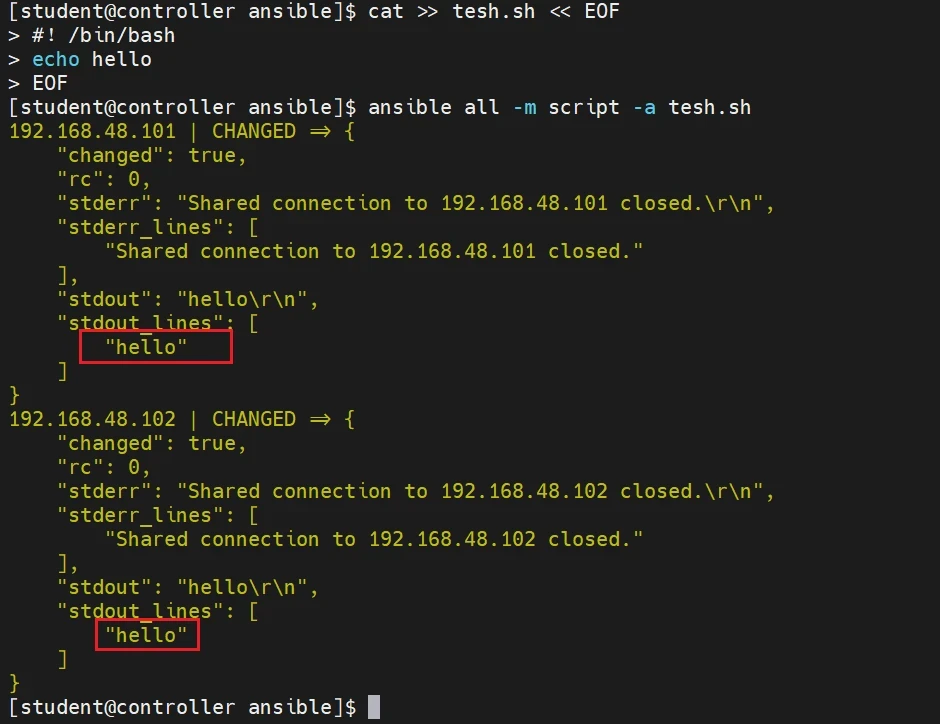 [student@controller ansible]$ cat >> tesh.sh << EOF
> #! /bin/bash
> echo hello
> EOF
[student@controller ansible]$ ansible all -m script -a tesh.sh
192.168.48.101 | CHANGED => {
    "changed": true,
    "rc": 0,
    "stderr": "Shared connection to 192.168.48.101 closed.\r\n",
    "stderr_lines": [
        "Shared connection to 192.168.48.101 closed."
    ],
    "stdout": "hello\r\n",
    "stdout_lines": [
        "hello"
    ]
}
192.168.48.102 | CHANGED => {
    "changed": true,
    "rc": 0,
    "stderr": "Shared connection to 192.168.48.102 closed.\r\n",
    "stderr_lines": [
        "Shared connection to 192.168.48.102 closed."
    ],
    "stdout": "hello\r\n",
    "stdout_lines": [
        "hello"
    ]
}
[student@controller ansible]$